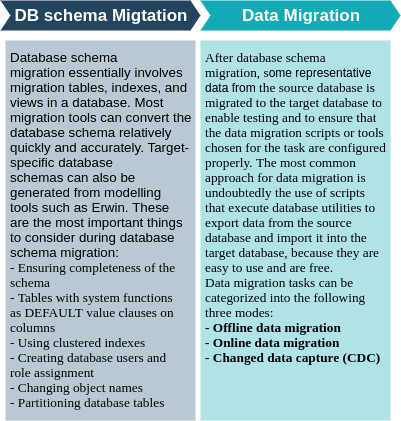 DB schema Migtation
Data Migration
Database schema
migration essentially involves
migration tables, indexes, and
views in a database. Most
migration tools can convert the
database schema relatively
quickly and accurately. Target-
specific database
schemas can also be
generated from modelling
tools such as Erwin. These
are the most important things
to consider during database
schema migration:
- Ensuring completeness of the
schema
- Tables with system functions
as DEFAULT value clauses on
columns
- Using clustered indexes
- Creating database users and
role assignment
- Changing object names
- Partitioning database tables
After database schema
migration, some representative
data from the source database is
migrated to the target database to
enable testing and to ensure that
the data migration scripts or tools
chosen for the task are configured
properly. The most common
approach for data migration is
undoubtedly the use of scripts
that execute database utilities to
export data from the source
database and import it into the
target database, because they are
easy to use and are free.
Data migration tasks can be
categorized into the following
three modes:
- Offline data migration
- Online data migration
- Changed data capture (CDC)